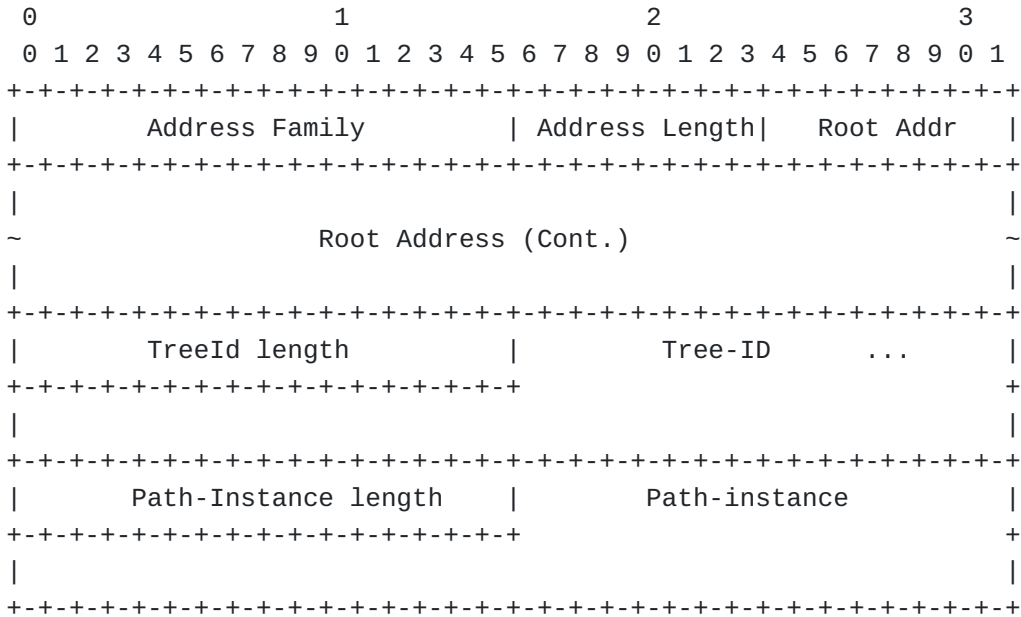 0                   1                   2                   3
 0 1 2 3 4 5 6 7 8 9 0 1 2 3 4 5 6 7 8 9 0 1 2 3 4 5 6 7 8 9 0 1
+-+-+-+-+-+-+-+-+-+-+-+-+-+-+-+-+-+-+-+-+-+-+-+-+-+-+-+-+-+-+-+-+
|        Address Family         | Address Length|   Root Addr   |
+-+-+-+-+-+-+-+-+-+-+-+-+-+-+-+-+-+-+-+-+-+-+-+-+-+-+-+-+-+-+-+-+
|                                                               |
~                   Root Address (Cont.)                        ~
|                                                               |
+-+-+-+-+-+-+-+-+-+-+-+-+-+-+-+-+-+-+-+-+-+-+-+-+-+-+-+-+-+-+-+-+
|        TreeId length          |         Tree-ID      ...      |
+-+-+-+-+-+-+-+-+-+-+-+-+-+-+-+-+                               +
|                                                               |
+-+-+-+-+-+-+-+-+-+-+-+-+-+-+-+-+-+-+-+-+-+-+-+-+-+-+-+-+-+-+-+-+
|       Path-Instance length    |        Path-instance          |
+-+-+-+-+-+-+-+-+-+-+-+-+-+-+-+-+                               +
|                                                               |
+-+-+-+-+-+-+-+-+-+-+-+-+-+-+-+-+-+-+-+-+-+-+-+-+-+-+-+-+-+-+-+-+